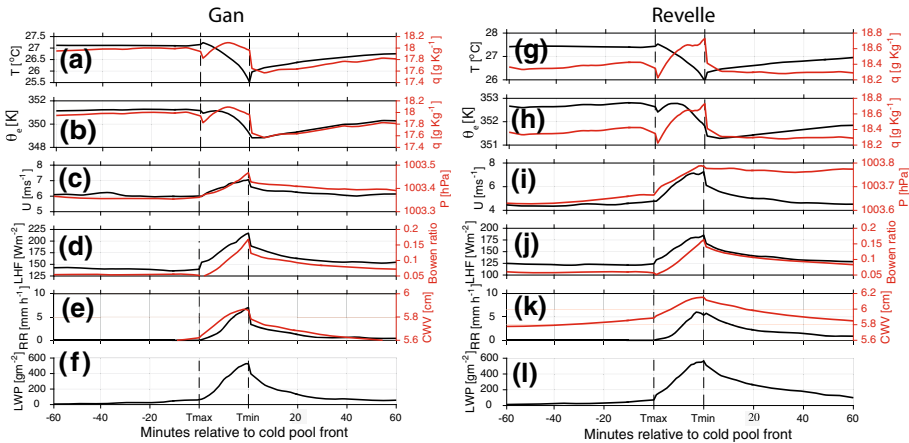 Gan
Revelle
27.5
27
26.5
26
25.5
T [°C]
(a)
18.2
18
17.8
17.6
17.4
q [g Kg⁻¹]
28
27
26
T [°C]
(g)
18.8
18.6
18.4
18.2
q [g Kg⁻¹]
352
350
348
θe [K]
(b)
18.2
18
17.8
17.6
17.4
q [g Kg⁻¹]
353
352
351
θe [K]
(h)
18.8
18.6
18.4
18.2
q [g Kg⁻¹]
8
7
6
5
U [ms⁻¹]
(c)
1003.5
1003.4
1003.3
P [hPa]
8
6
4
U [ms⁻¹]
(i)
1003.8
1003.7
1003.6
P [hPa]
225
200
175
150
125
LHF [Wm⁻²]
(d)
0.2
0.15
0.1
0.05
Bowen ratio
200
175
150
125
100
LHF [Wm⁻²]
(j)
0.2
0.15
0.1
0.05
Bowen ratio
10
5
0
RR [mm h⁻¹]
(e)
6
5.8
5.6
CWV [cm]
10
5
0
RR [mm h⁻¹]
(k)
6.2
6
5.8
5.6
CWV [cm]
600
400
200
0
LWP [gm⁻²]
(f)
600
400
200
0
LWP [gm⁻²]
(l)
-60 -40 -20 Tmax Tmin 20 40 60
Minutes relative to cold pool front
-60 -40 -20 Tmax Tmin 20 40 60
Minutes relative to cold pool front